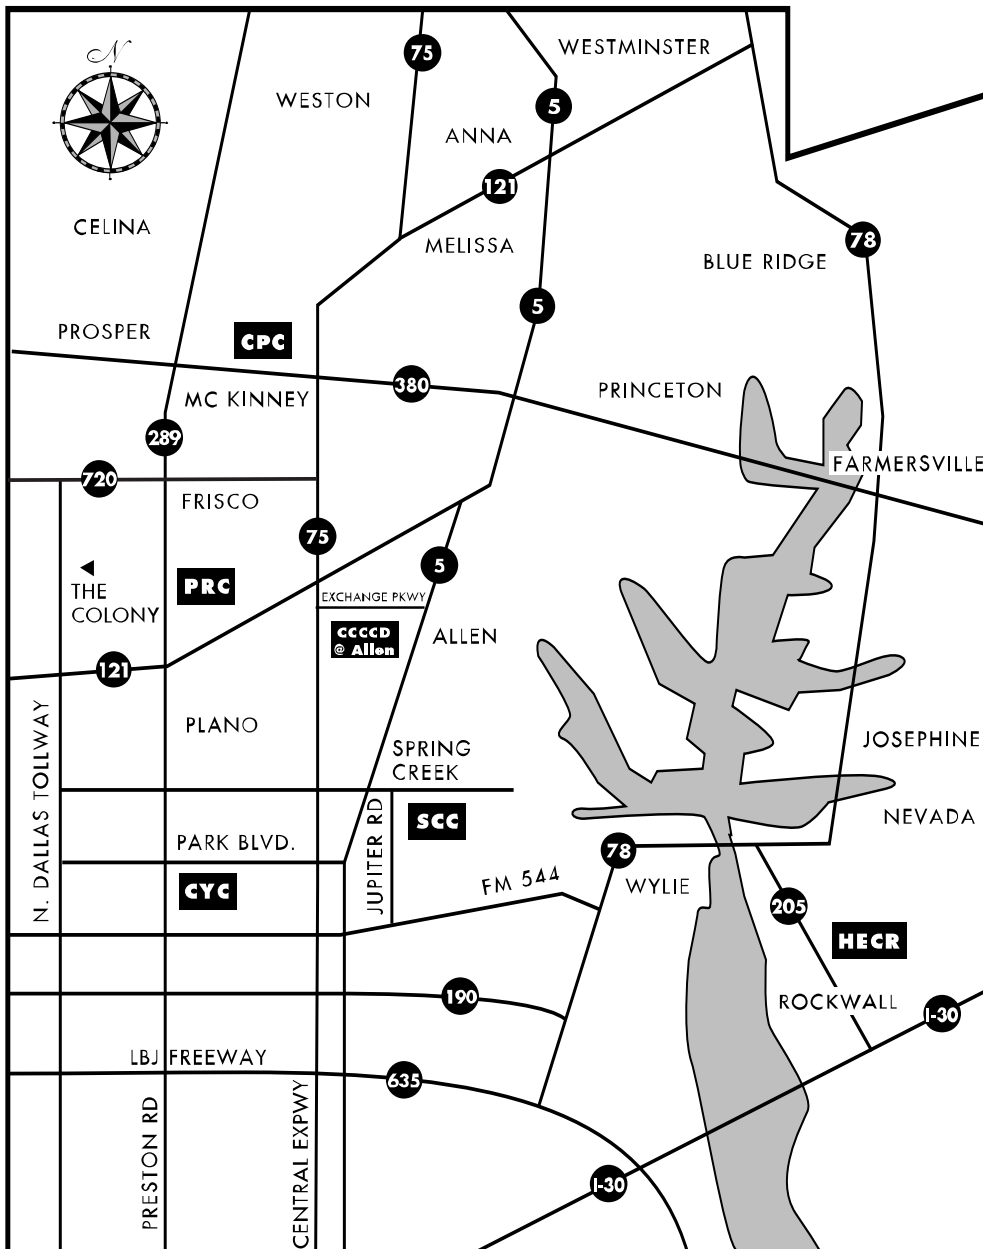 N
WESTMINSTER
75
WESTON
5
ANNA
121
CELINA
MELISSA
78
BLUE RIDGE
5
PROSPER
CPC
380
PRINCETON
MC KINNEY
289
FARMERSVILLE
720
FRISCO
75
5
THE
COLONY
PRC
EXCHANGE PKWY
CCCCD
@ Allen
ALLEN
121
N. DALLAS TOLLWAY
PLANO
JOSEPHINE
SPRING
CREEK
JUPITER RD
SCC
NEVADA
PARK BLVD.
78
CYC
FM 544
WYLIE
205
HECR
190
ROCKWALL
I-30
LBJ FREEWAY
635
PRESTON RD
CENTRAL EXPWY
I-30